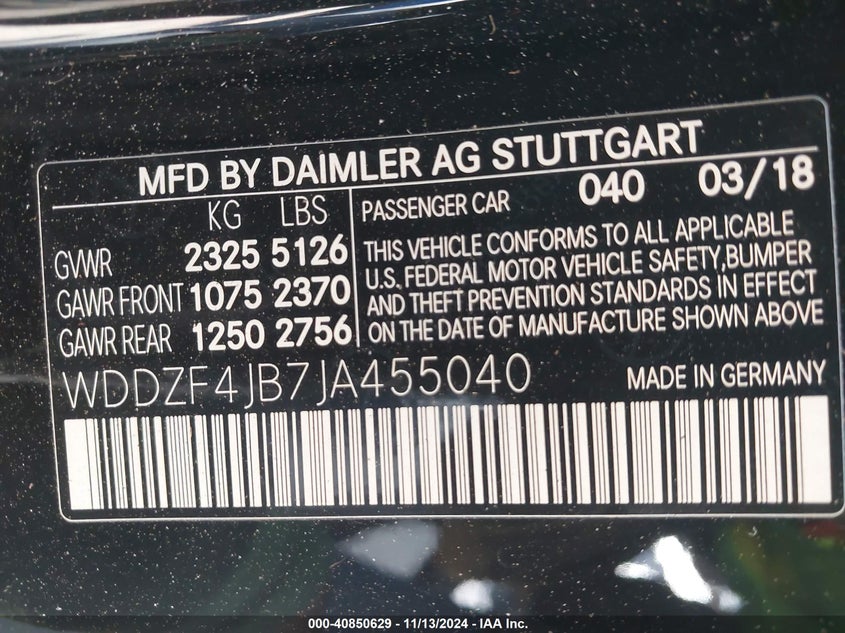 MFD BY DAIMLER AG STUTTGART
KG LBS
GVWR 2325 5126
GAWR FRONT 1075 2370
GAWR REAR 1250 2756
PASSENGER CAR 040 03/18
THIS VEHICLE CONFORMS TO ALL APPLICABLE
U.S. FEDERAL MOTOR VEHICLE SAFETY,BUMPER
AND THEFT PREVENTION STANDARDS IN EFFECT
ON THE DATE OF MANUFACTURE SHOWN ABOVE
WDDZF4JB7JA455040
MADE IN GERMANY
000-40850629 - 11/13/2024 - IAA Inc.